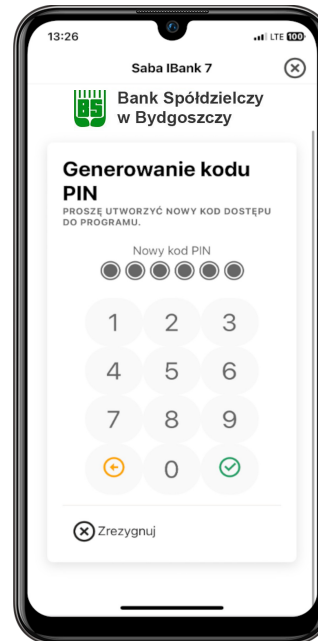 13:26
LTE 100
Saba IBank 7
BS
Bank Spółdzielczy
w Bydgoszczy
Generowanie kodu
PIN
PROSZĘ UTWORZYĆ NOWY KOD DOSTĘPU
DO PROGRAMU.
Nowy kod PIN
1 2 3
4 5 6
7 8 9
0
Zrezygnuj